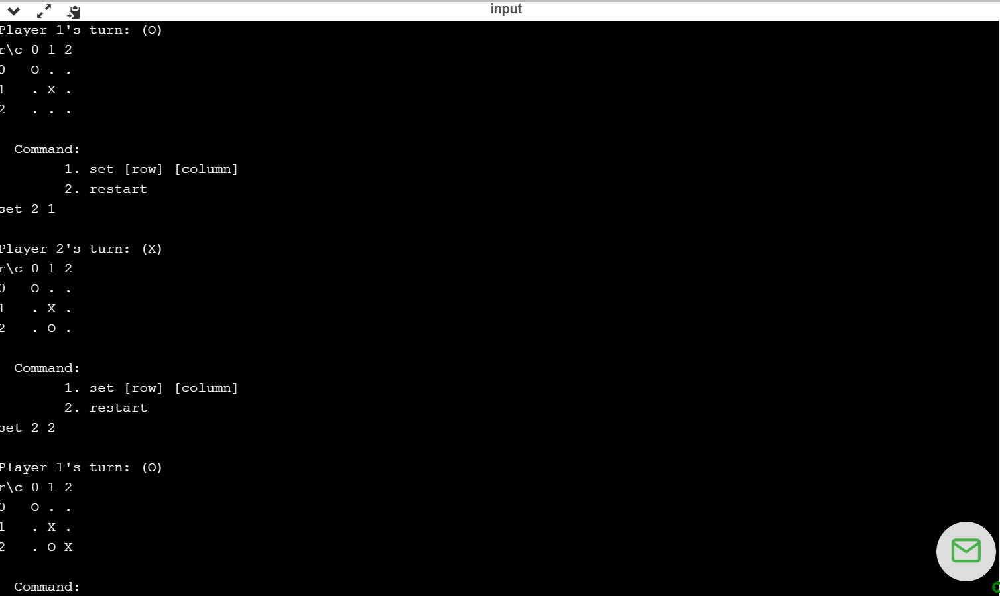 input
Player 1's turn: (O)
r\c 0 1 2
0   O . .
1   . X .
2   . . .
  Command:
        1. set [row] [column]
        2. restart
set 2 1
Player 2's turn: (X)
r\c 0 1 2
0   O . .
1   . X .
2   . O .
  Command:
        1. set [row] [column]
        2. restart
set 2 2
Player 1's turn: (O)
r\c 0 1 2
0   O . .
1   . X .
2   . O X
  Command: